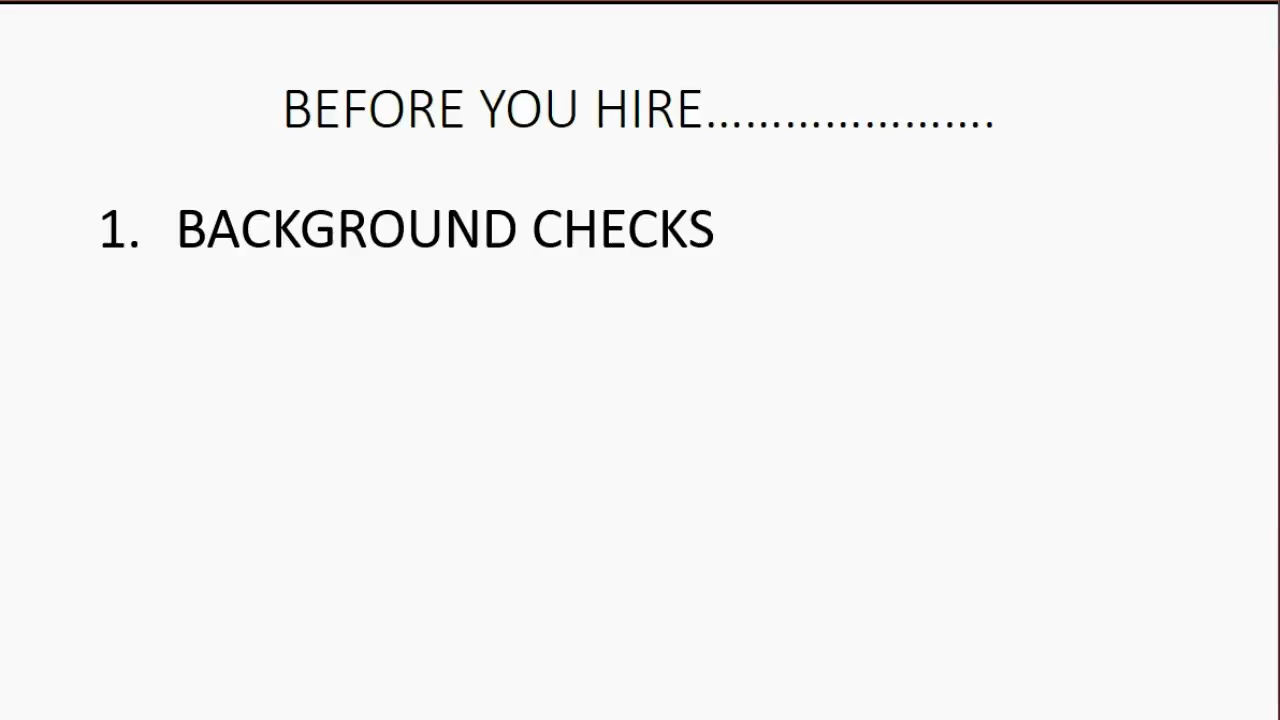 BEFORE YOU HIRE………………….
1. BACKGROUND CHECKS